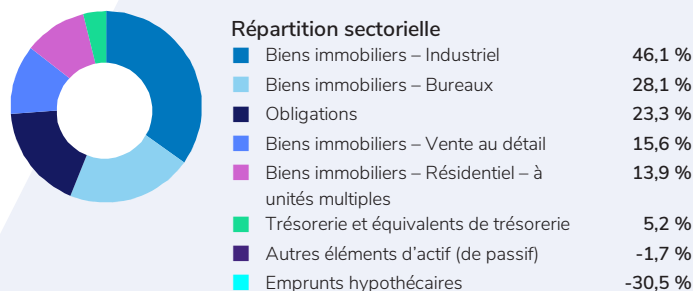 Répartition sectorielle
Biens immobiliers – Industriel 46,1 %
Biens immobiliers – Bureaux 28,1 %
Obligations 23,3 %
Biens immobiliers – Vente au détail 15,6 %
Biens immobiliers – Résidentiel – à 13,9 %
unités multiples
Trésorerie et équivalents de trésorerie 5,2 %
Autres éléments d'actif (de passif) -1,7 %
Emprunts hypothécaires -30,5 %